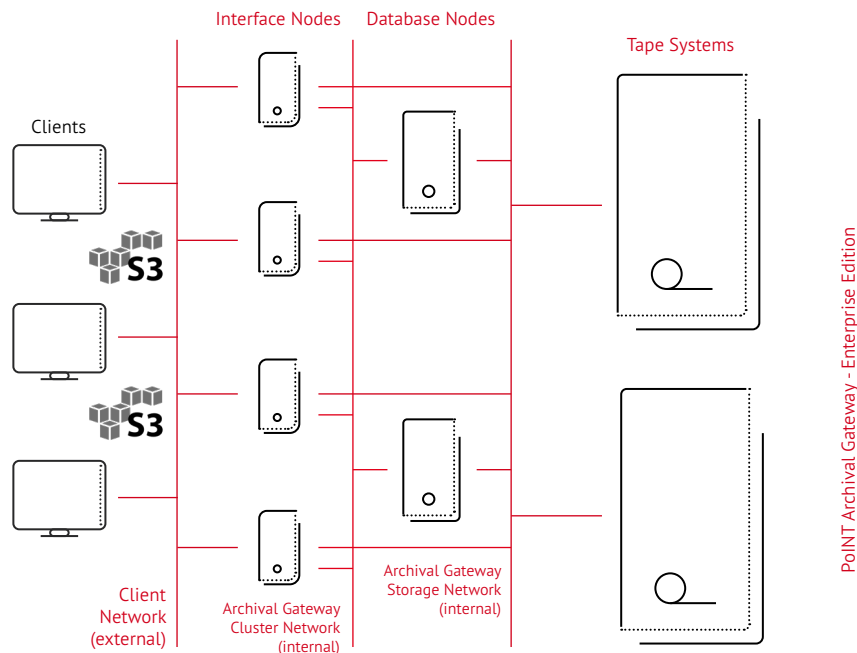 Interface Nodes
Database Nodes
Tape Systems
Clients
S3
S3
Client
Network
(external)
Archival Gateway
Cluster Network
(internal)
Archival Gateway
Storage Network
(internal)
PoINT Archival Gateway - Enterprise Edition